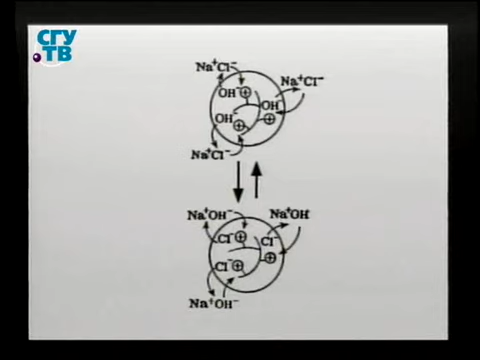 СГУ
ТВ
Na⁺Cl⁻
Na⁺Cl⁻
OH⁻ ⊕
OH⁻
⊕
OH⁻
⊕
Na⁺Cl⁻
Na⁺OH⁻
Na⁺OH
Cl⁻ ⊕
Cl⁻
⊕
Cl⁻ ⊕
Na⁺OH⁻